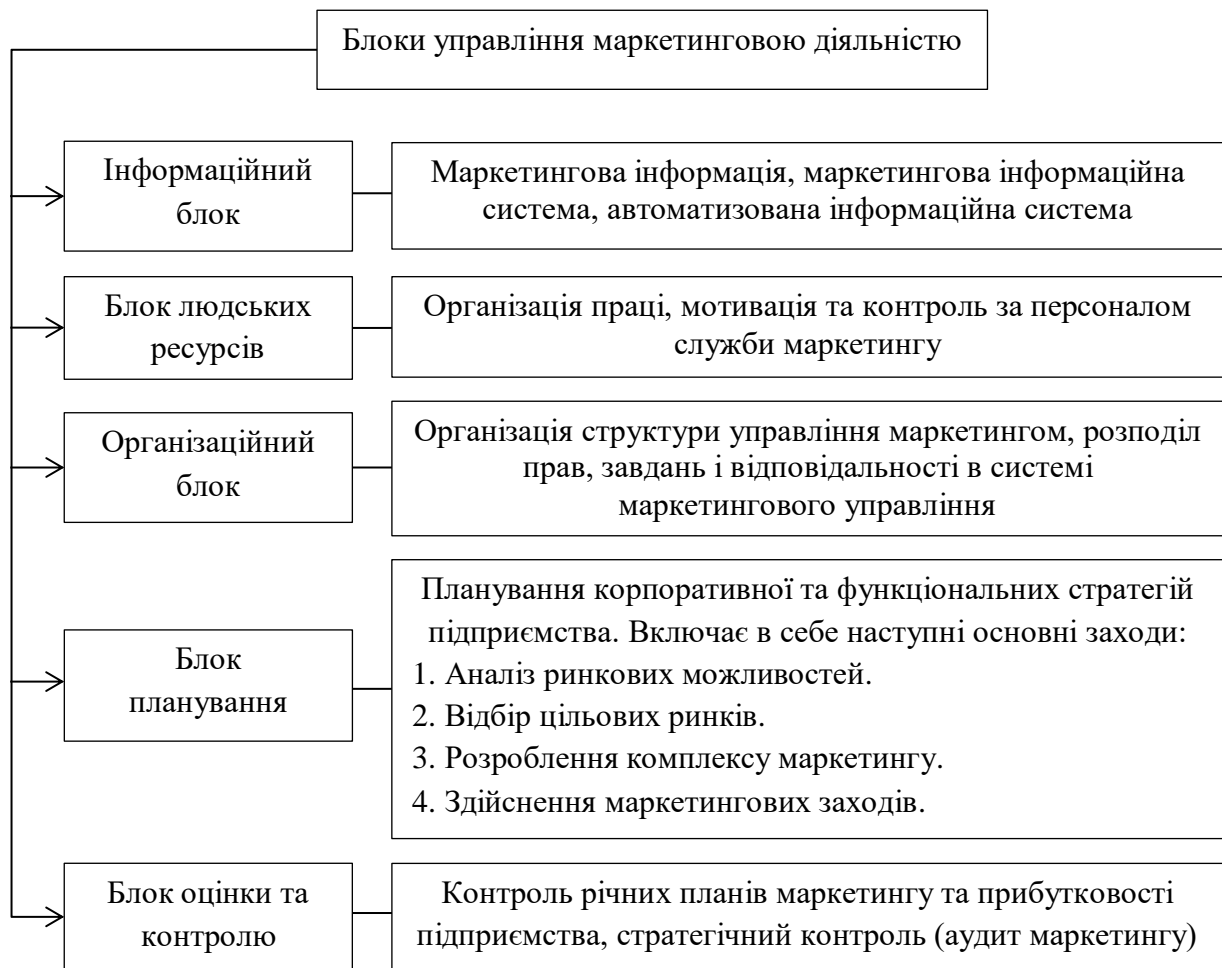 Блоки управління маркетинговою діяльністю
Інформаційний
блок
Маркетингова інформація, маркетингова інформаційна
система, автоматизована інформаційна система
Блок людських
ресурсів
Організація праці, мотивація та контроль за персоналом
служби маркетингу
Організаційний
блок
Організація структури управління маркетингом, розподіл
прав, завдань і відповідальності в системі
маркетингового управління
Блок
планування
Планування корпоративної та функціональних стратегій
підприємства. Включає в себе наступні основні заходи:
1. Аналіз ринкових можливостей.
2. Відбір цільових ринків.
3. Розроблення комплексу маркетингу.
4. Здійснення маркетингових заходів.
Блок оцінки та
контролю
Контроль річних планів маркетингу та прибутковості
підприємства, стратегічний контроль (аудит маркетингу)